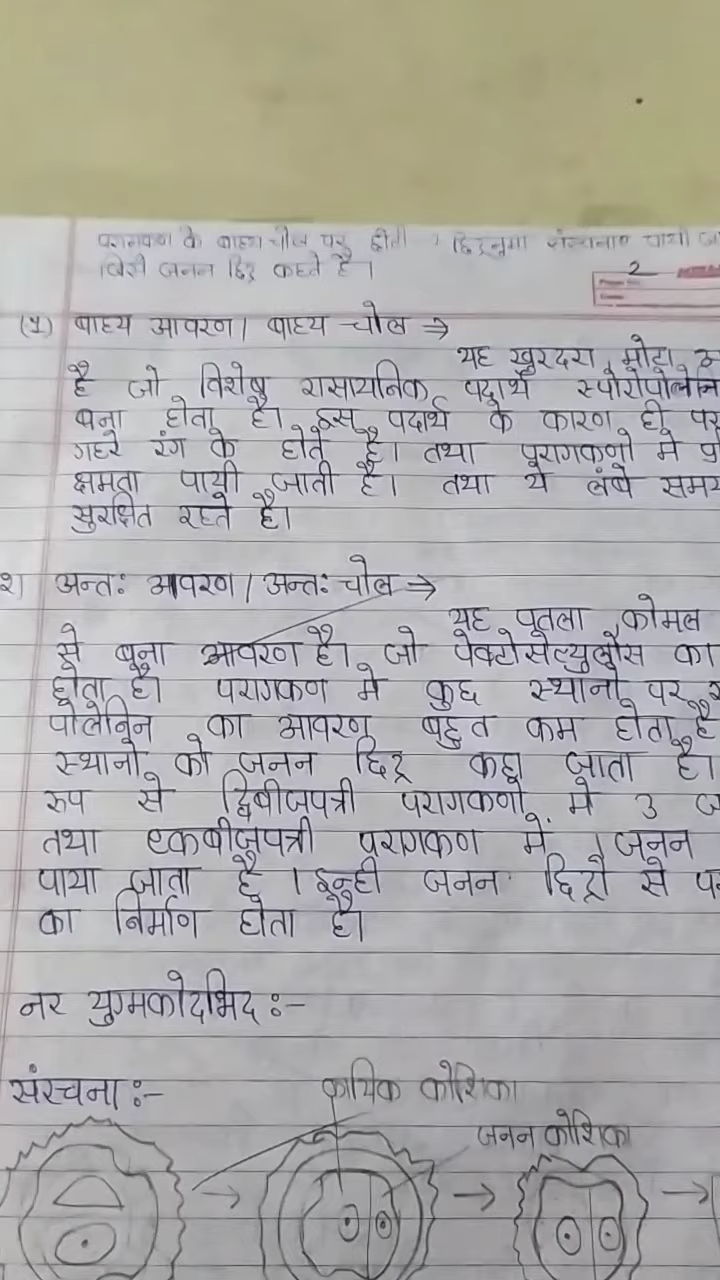 परागकण के बाह्य चोल पर होती छिद्रनुमा संरचनाए पायी जा
जिसे जनन छिद्र कहते है।
2
(1) बाह्य आवरण / बाह्य चोल ⇒
यह खुरदरा, मोटा
है जो विशेष रासायनिक पदार्थ स्पोरोपोलेनि
बना होता है। इस पदार्थ के कारण ही पर
गहरे रंग के होते है। तथा परागकणो मे प्र
क्षमता पायी जाती है। तथा ये लंबे समय
सुरक्षित रहते है।
2) अन्तः आवरण / अन्तः चोल ⇒
यह पतला कोमल
से बना आवरण है। जो पेक्टोसेल्युलोस का
होता है। परागकण मे कुछ स्थानो पर स
पोलेनिन का आवरण बहुत कम होता है
स्थानो को जनन छिद्र कहा जाता है।
रूप से द्विबीजपत्री परागकणो मे 3 ज
तथा एकबीजपत्री परागकण मे 1 जनन
पाया जाता है । इन्ही जनन छिद्रो से पर
का निर्माण होता है।
नर युग्मकोदभिद :-
संरचना :-
कायिक कोशिका
जनन कोशिका